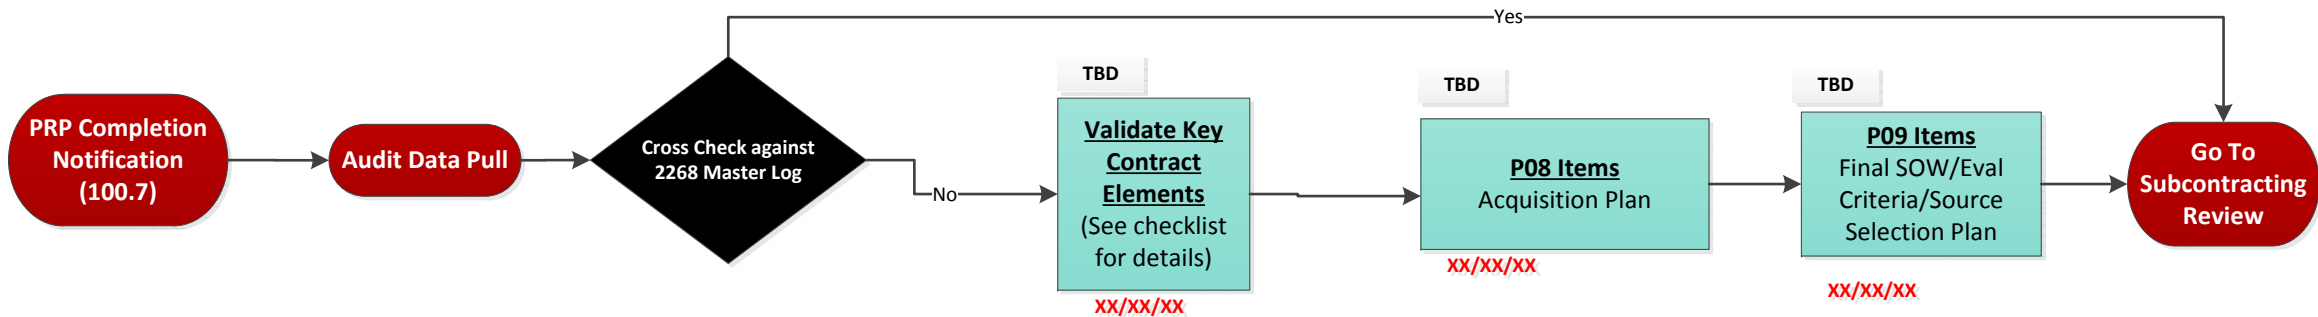 Yes
PRP Completion
Notification
(100.7)
Audit Data Pull
Cross Check against
2268 Master Log
No
TBD
Validate Key
Contract
Elements
(See checklist
for details)
XX/XX/XX
TBD
P08 Items
Acquisition Plan
XX/XX/XX
TBD
P09 Items
Final SOW/Eval
Criteria/Source
Selection Plan
XX/XX/XX
Go To
Subcontracting
Review